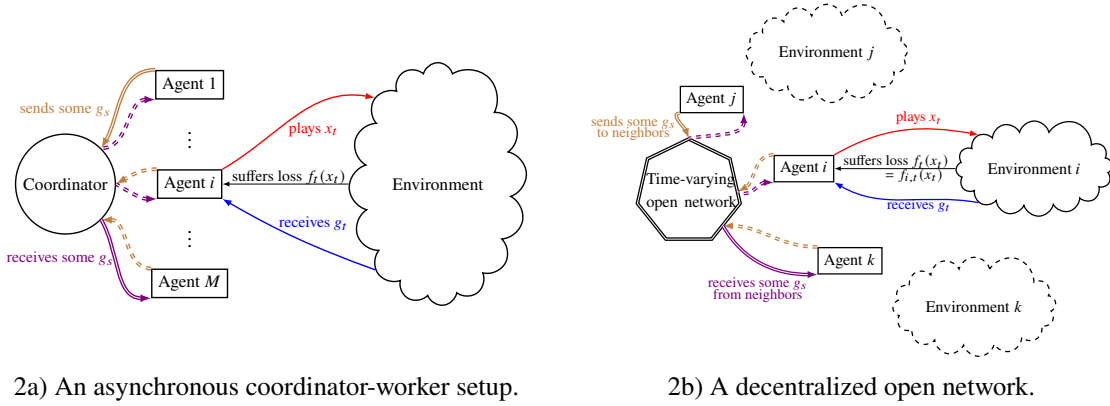 Agent 1
sends some g_s
plays x_t
⋮
Coordinator
Agent i
suffers loss f_t(x_t)
Environment
receives g_t
⋮
receives some g_s
Agent M
2a) An asynchronous coordinator-worker setup.
Environment j
Agent j
sends some g_s
to neighbors
Time-varying
open network
Agent i
suffers loss f_t(x_t)
= f_{i,t}(x_t)
plays x_t
Environment i
receives g_t
Agent k
receives some g_s
from neighbors
Environment k
2b) A decentralized open network.